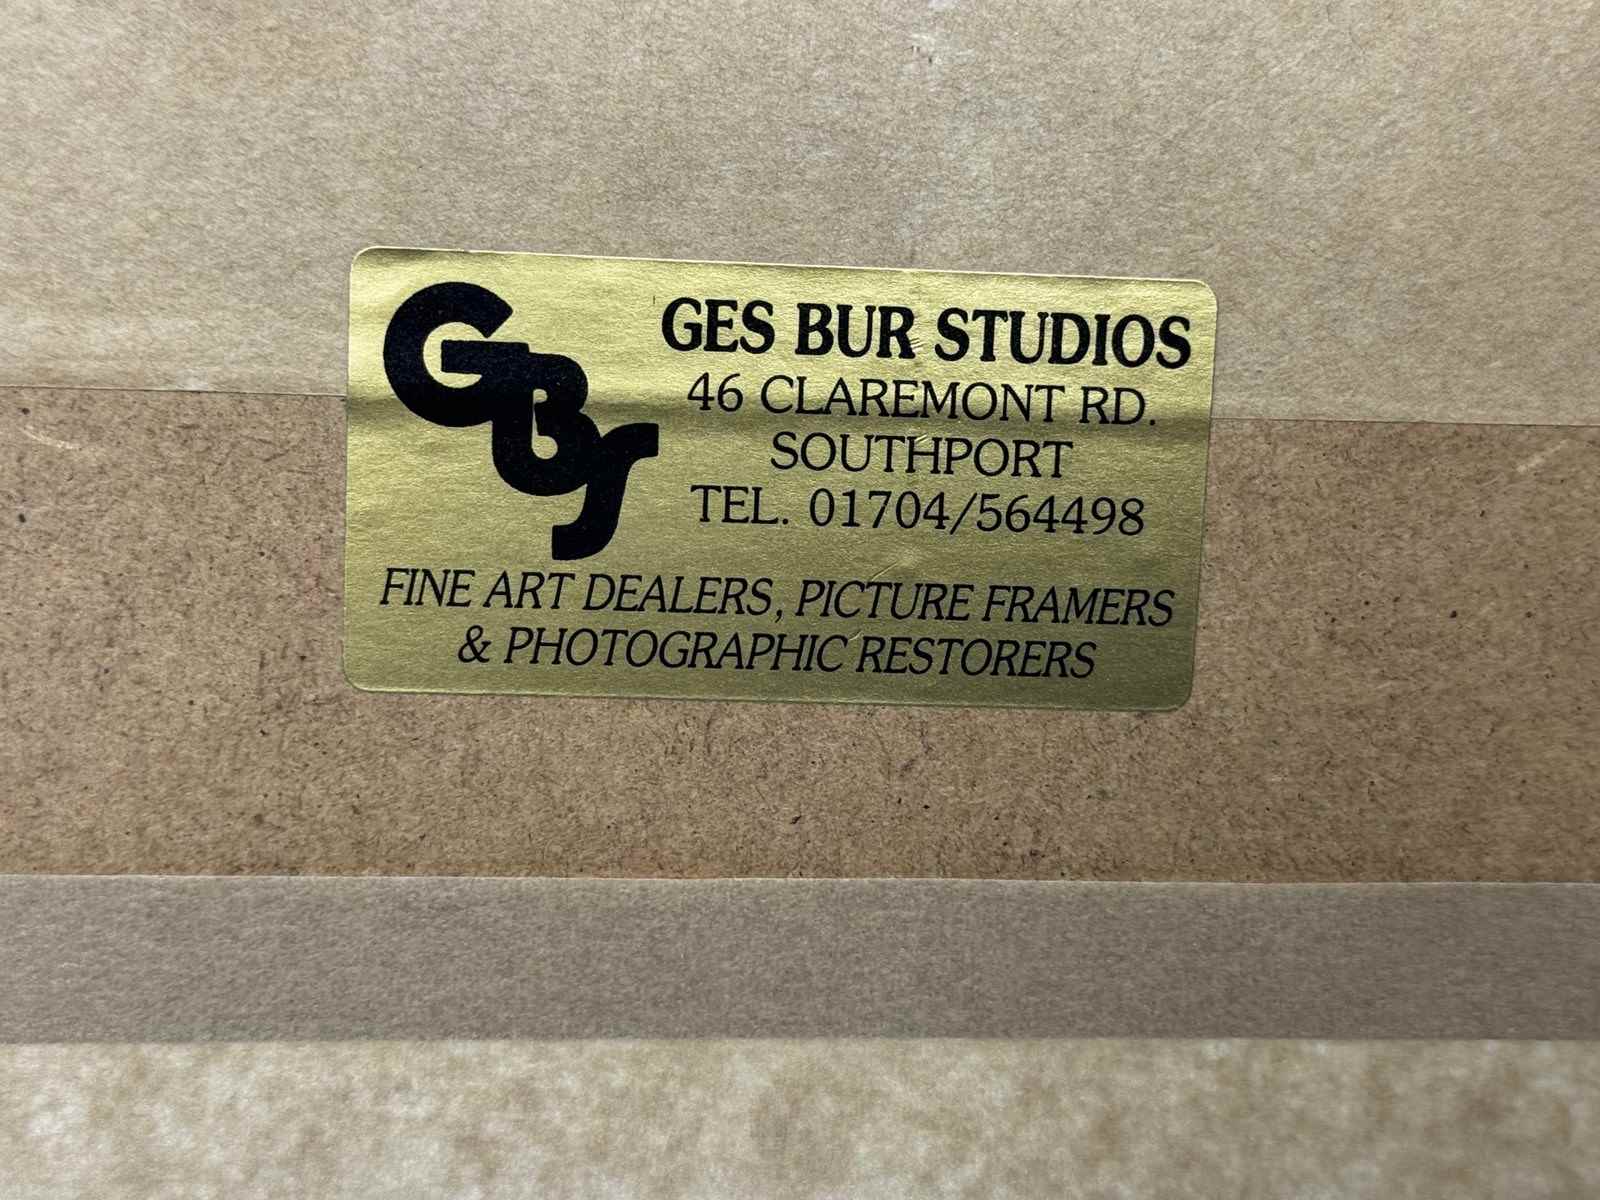 GBS
GES BUR STUDIOS
46 CLAREMONT RD.
SOUTHPORT
TEL. 01704/564498
FINE ART DEALERS, PICTURE FRAMERS
& PHOTOGRAPHIC RESTORERS